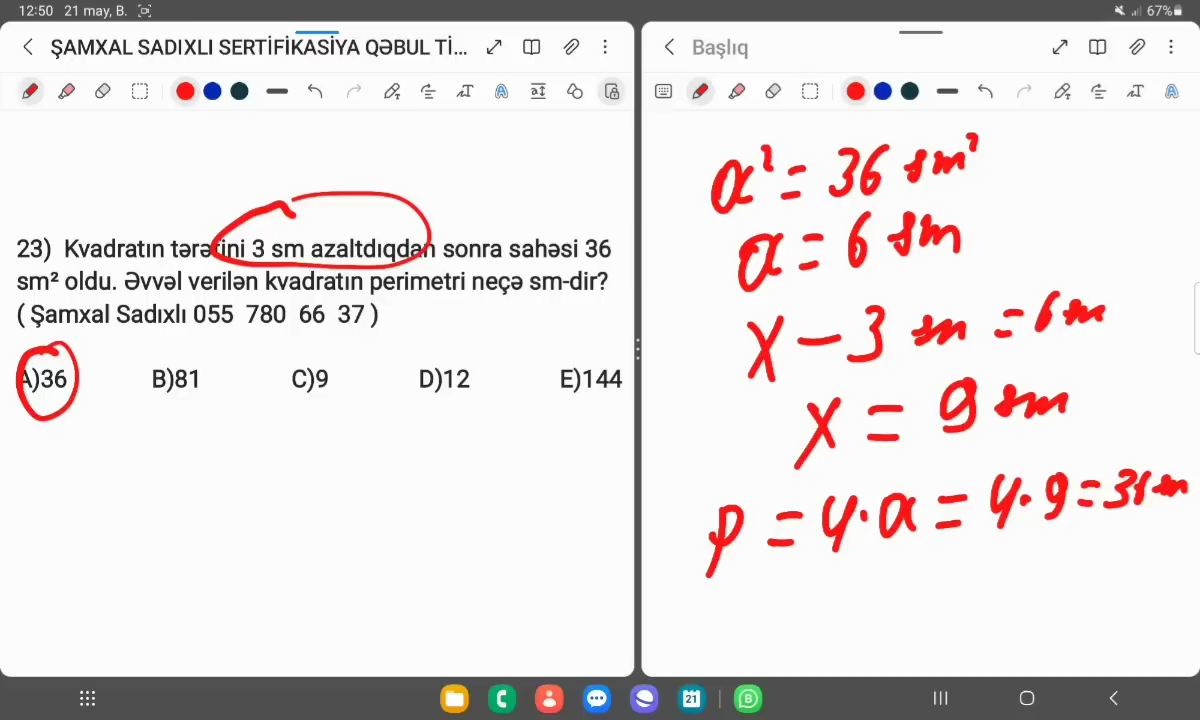 12:50 21 may, B. 67%
ŞAMXAL SADIXLI SERTİFİKASİYA QƏBUL Tİ...
23) Kvadratın tərəfini 3 sm azaltdıqdan sonra sahəsi 36
sm² oldu. Əvvəl verilən kvadratın perimetri neçə sm-dir?
( Şamxal Sadıxlı 055 780 66 37 )
A)36 B)81 C)9 D)12 E)144
Başlıq
a² = 36 sm²
a = 6 sm
x - 3 sm = 6 sm
x = 9 sm
P = 4·a = 4·9 = 36 sm
21